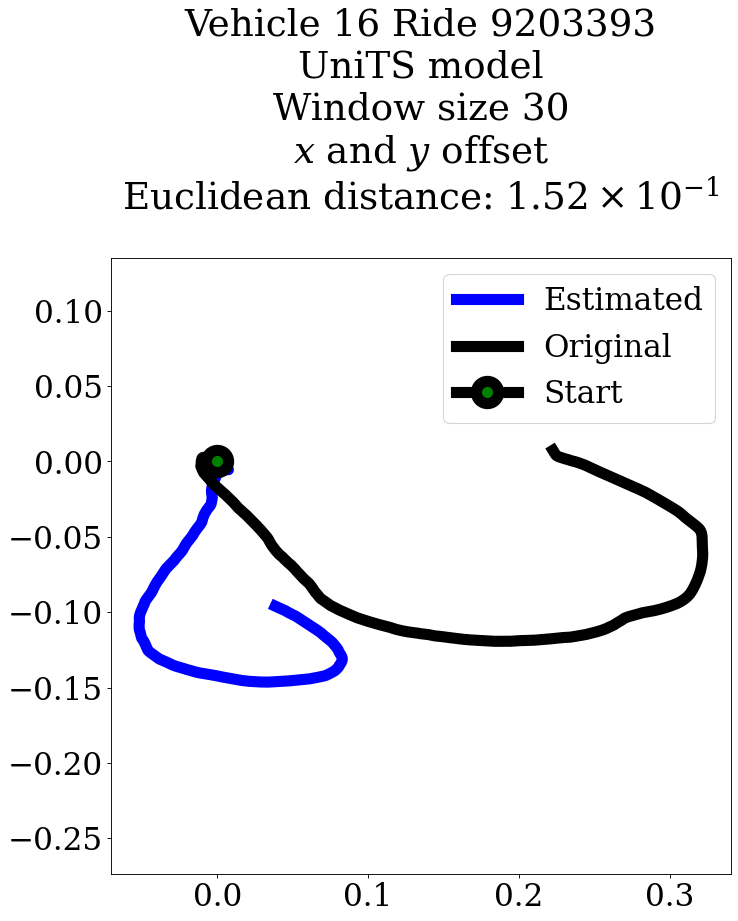 Vehicle 16 Ride 9203393
UniTS model
Window size 30
x and y offset
Euclidean distance: 1.52 × 10⁻¹
Estimated
Original
Start
0.10
0.05
0.00
−0.05
−0.10
−0.15
−0.20
−0.25
0.0 0.1 0.2 0.3